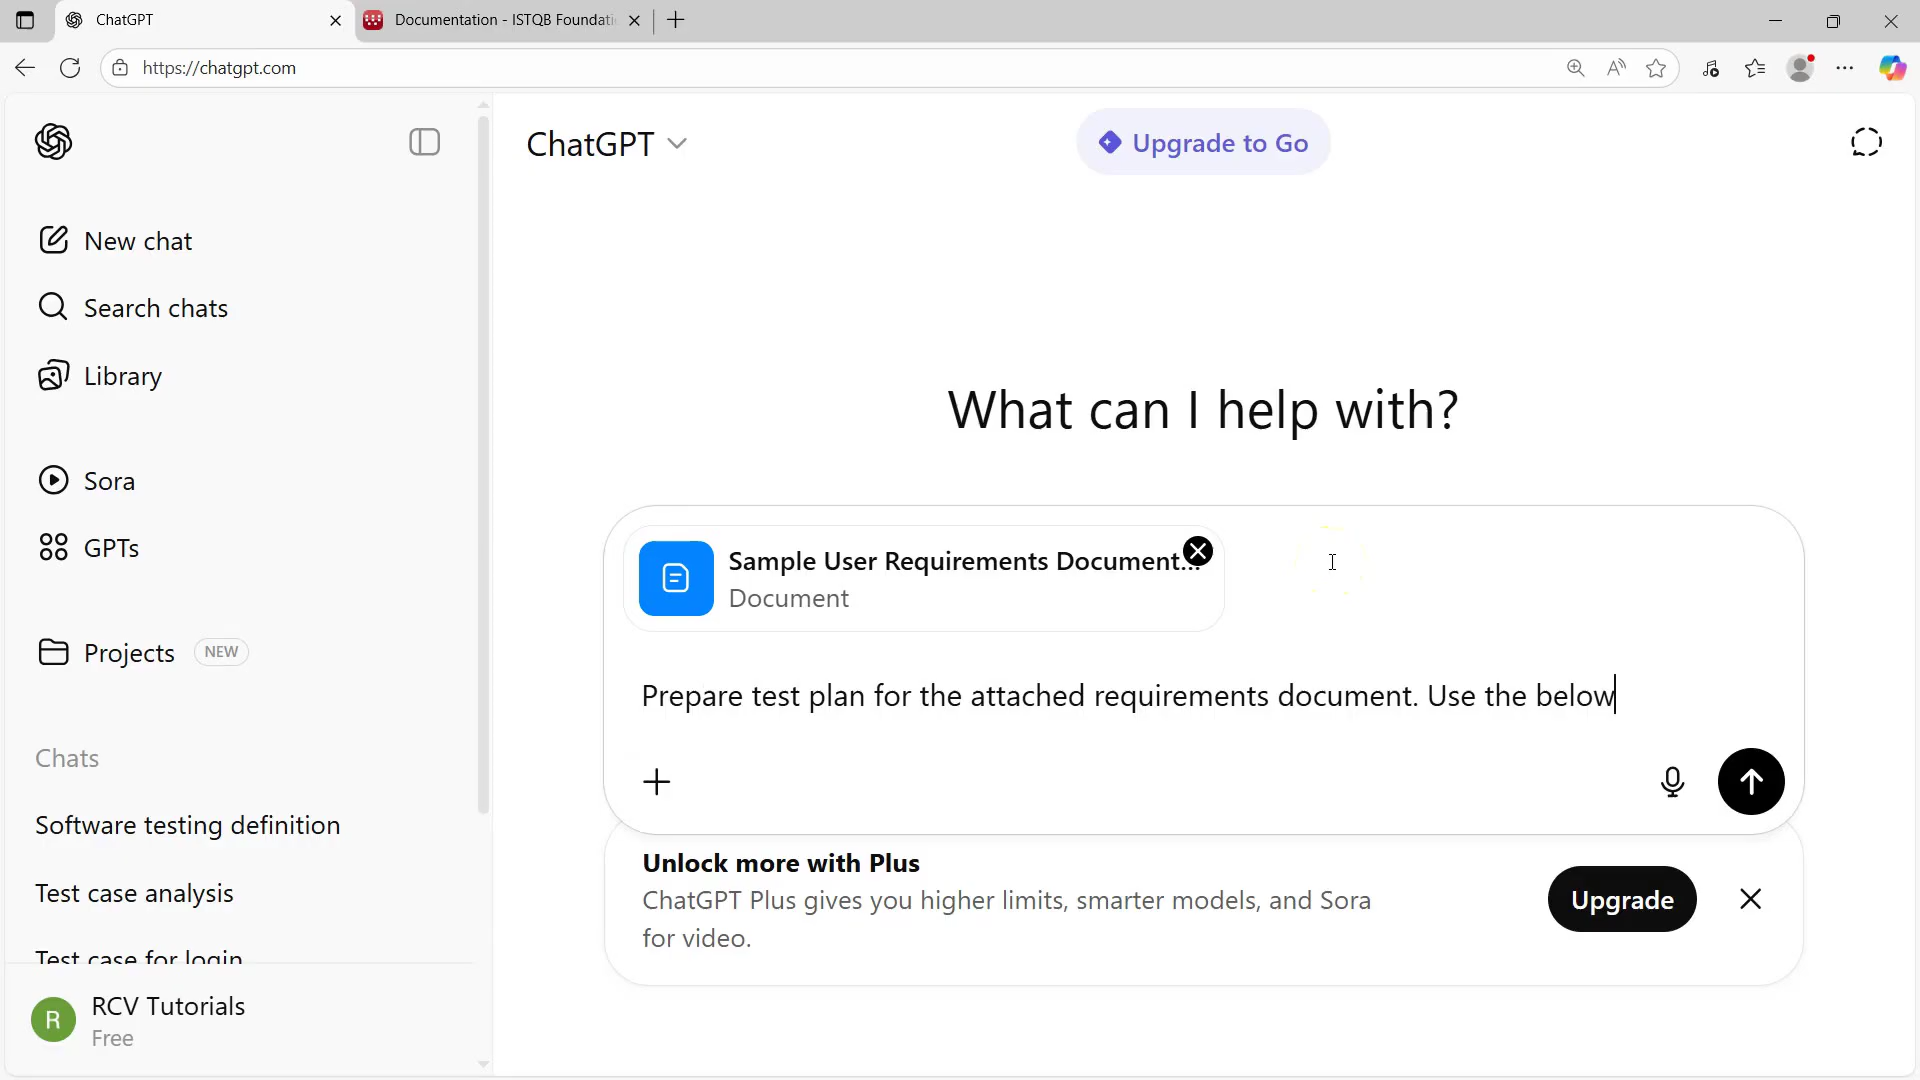 ChatGPT
Documentation - ISTQB Foundati
https://chatgpt.com
New chat
Search chats
Library
Sora
GPTs
Projects NEW
Chats
Software testing definition
Test case analysis
Test case for login
R
RCV Tutorials
Free
ChatGPT
Upgrade to Go
What can I help with?
Sample User Requirements Document...
Document
Prepare test plan for the attached requirements document. Use the below
Unlock more with Plus
ChatGPT Plus gives you higher limits, smarter models, and Sora
for video.
Upgrade